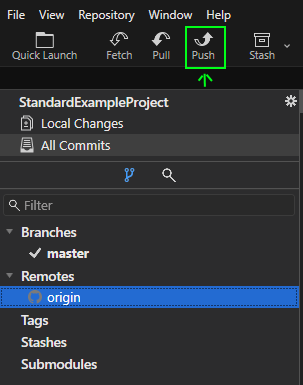 File View Repository Window Help
Quick Launch Fetch Pull Push Stash
StandardExampleProject
Local Changes
All Commits
Filter
Branches
master
Remotes
origin
Tags
Stashes
Submodules